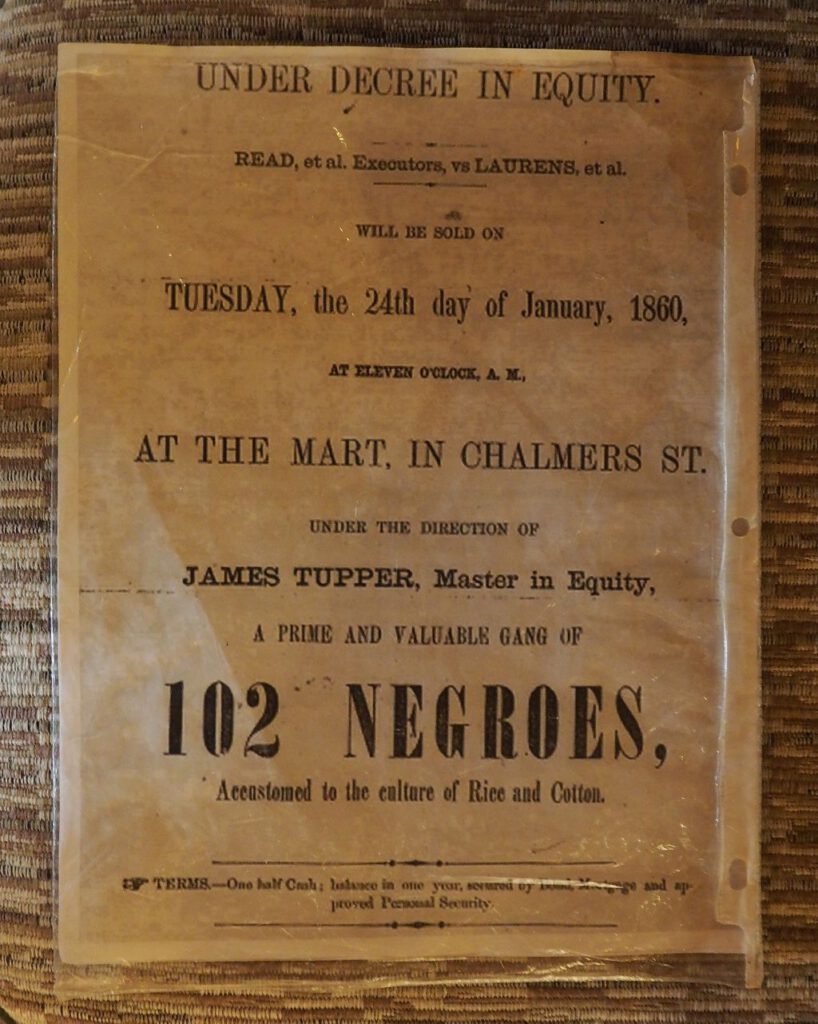 UNDER DECREE IN EQUITY.
READ, et al. Executors, vs LAURENS, et al.
WILL BE SOLD ON
TUESDAY, the 24th day of January, 1860,
AT ELEVEN O'CLOCK, A. M.,
AT THE MART, IN CHALMERS ST.
UNDER THE DIRECTION OF
JAMES TUPPER, Master in Equity,
A PRIME AND VALUABLE GANG OF
102 NEGROES,
Accustomed to the culture of Rice and Cotton.
☞ TERMS.—One half Cash; balance in one year, secured by Bond, Mortgage and ap-
proved Personal Security.